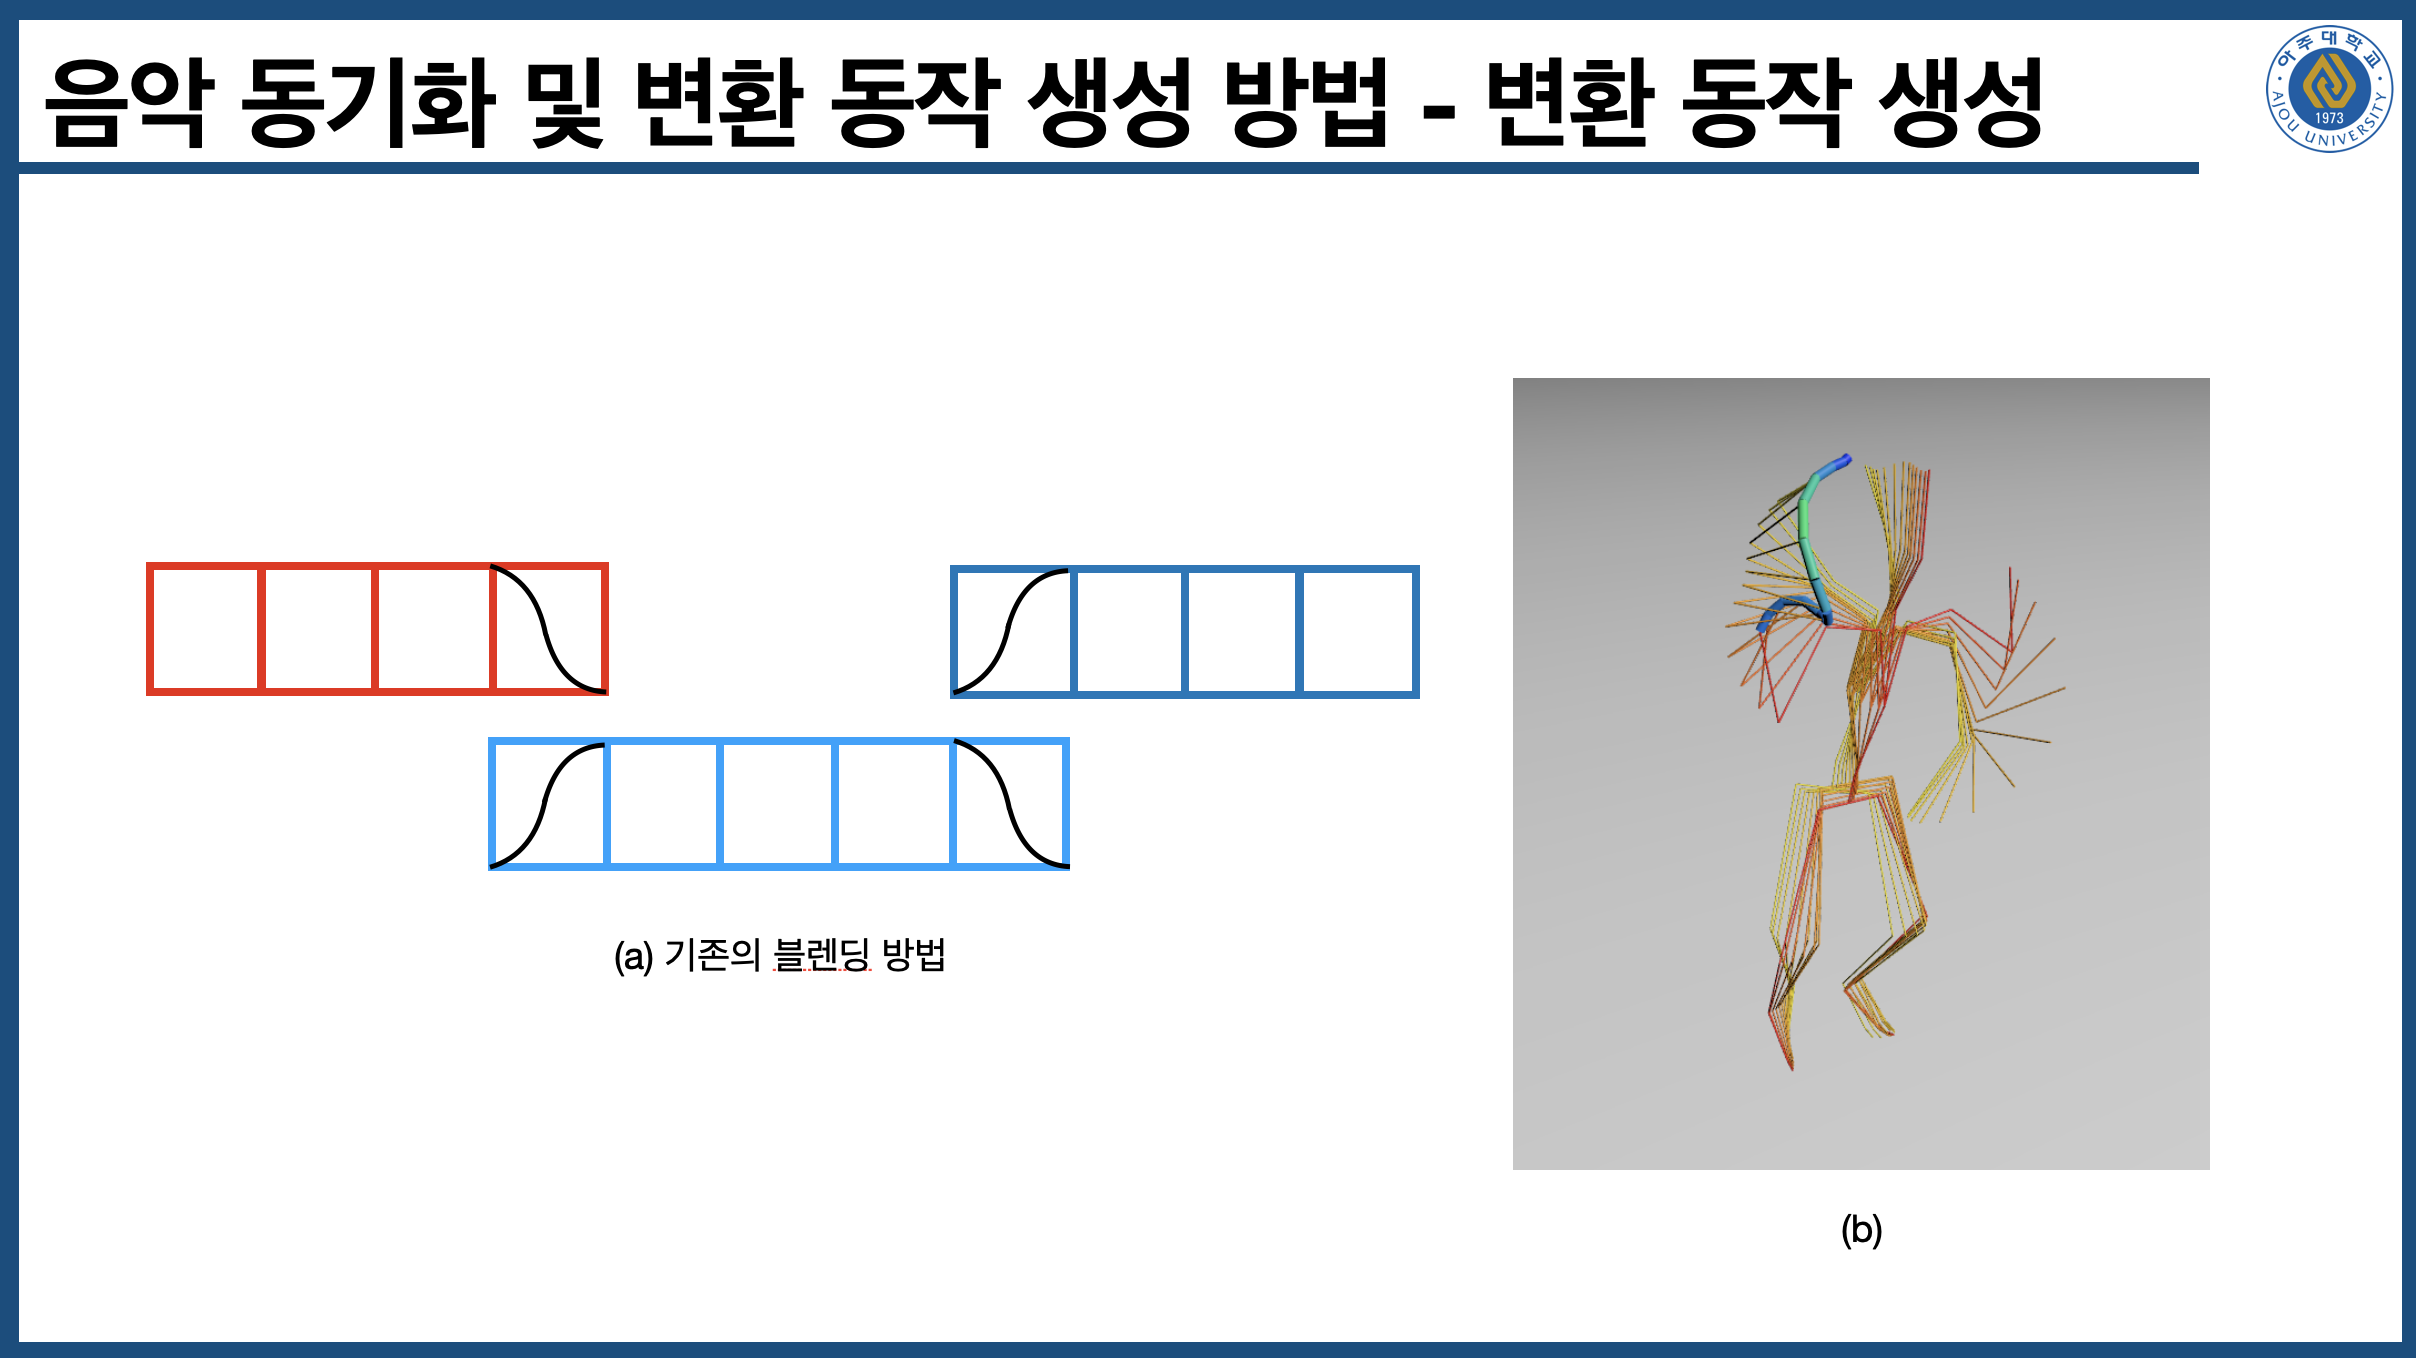 음악 동기화 및 변환 동작 생성 방법 - 변환 동작 생성
아주대학교
1973
AJOU UNIVERSITY
(a) 기존의 블렌딩 방법
(b)